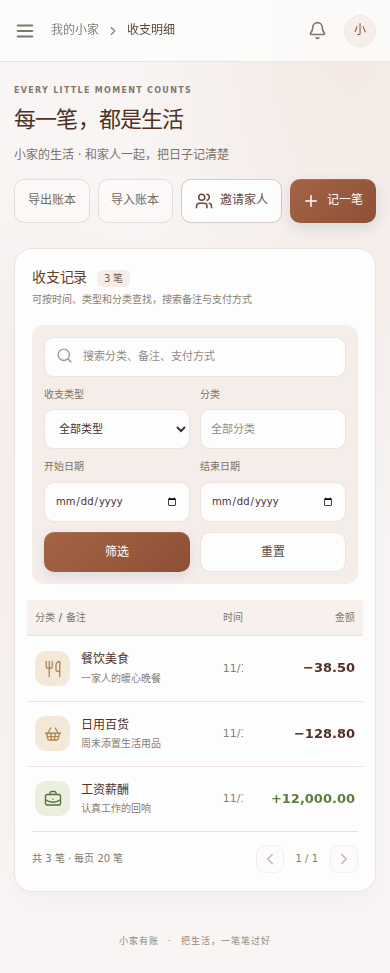 我的小家 > 收支明细 小
EVERY LITTLE MOMENT COUNTS
每一笔，都是生活
小家的生活 · 和家人一起，把日子记清楚
导出账本 导入账本 邀请家人 + 记一笔
收支记录 3 笔
可按时间、类型和分类查找，搜索备注与支付方式
搜索分类、备注、支付方式
收支类型 分类
全部类型 全部分类
开始日期 结束日期
mm/dd/yyyy mm/dd/yyyy
筛选 重置
分类 / 备注 时间 金额
餐饮美食
一家人的暖心晚餐 11/ −38.50
日用百货
周末添置生活用品 11/ −128.80
工资薪酬
认真工作的回响 11/ +12,000.00
共 3 笔 · 每页 20 笔 1 / 1
小家有账 · 把生活，一笔笔过好